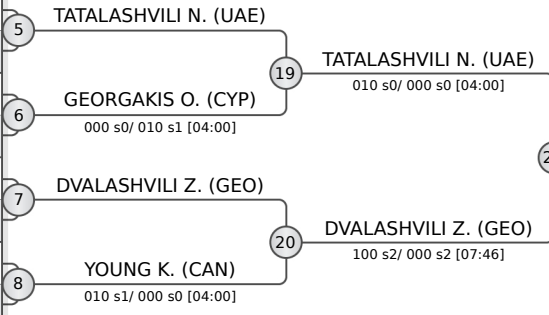 TATALASHVILI N. (UAE)
5
19
TATALASHVILI N. (UAE)
010 s0/ 000 s0 [04:00]
GEORGAKIS O. (CYP)
6
000 s0/ 010 s1 [04:00]
DVALASHVILI Z. (GEO)
7
20
DVALASHVILI Z. (GEO)
100 s2/ 000 s2 [07:46]
YOUNG K. (CAN)
8
010 s1/ 000 s0 [04:00]